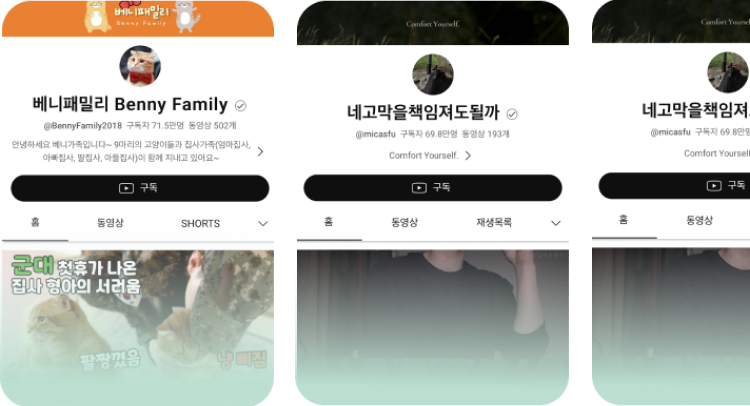 베니패밀리
Benny Family
베니패밀리 Benny Family
@BennyFamily2018 구독자 71.5만명 동영상 502개
안녕하세요 베니가족입니다~ 9마리의 고양이들과 집사가족(엄마집사,
아빠집사, 딸집사, 아들집사)이 함께 지내고 있어요~
구독
홈 동영상 SHORTS
군대 첫휴가 나온
집사 형아의 서러움
팔짱꼈음
냥 삐짐
Comfort Yourself.
네고막을책임져도될까
@micasfu 구독자 69.8만명 동영상 193개
Comfort Yourself.
구독
홈 동영상 재생목록
Comfort Yourself
네고막을책임져
@micasfu 구독자 69.8만명
Comfort Yourself
구독
홈 동영상